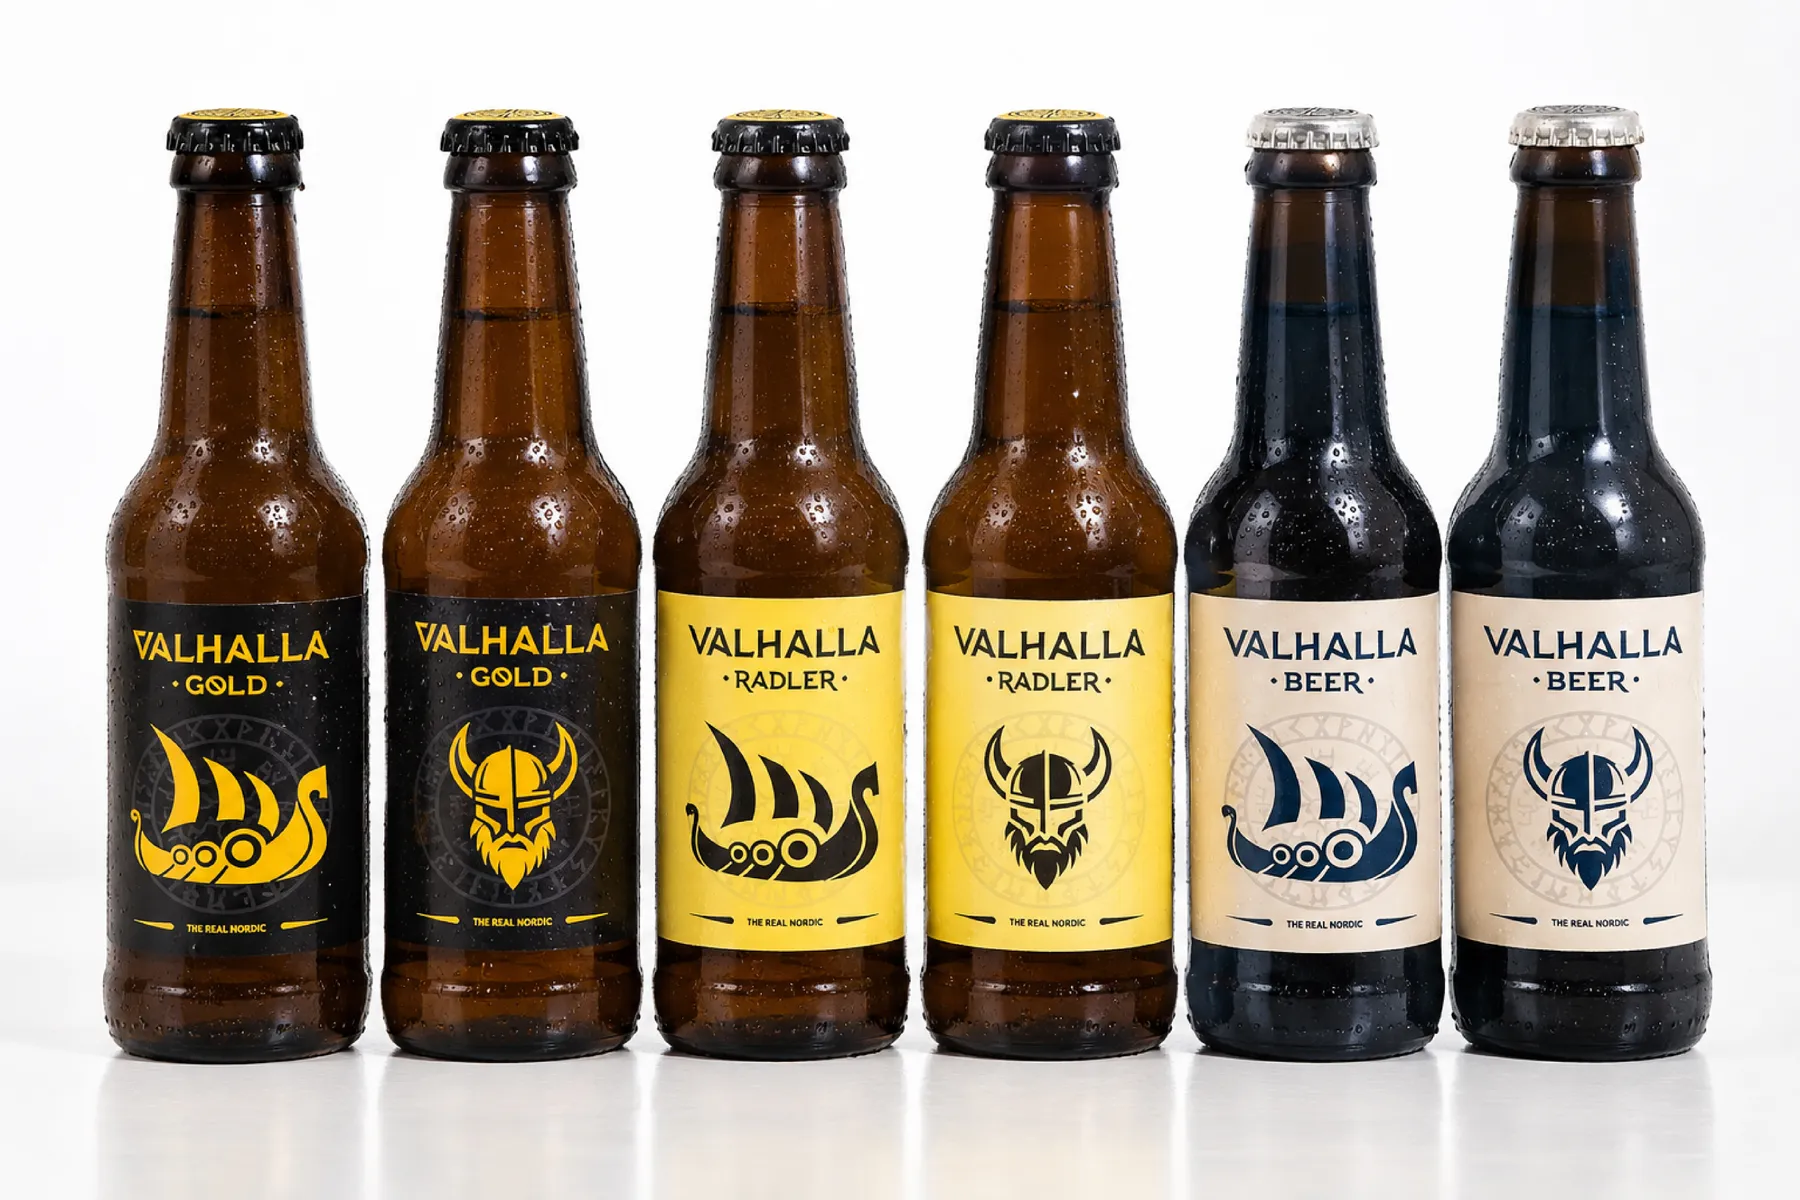 VALHALLA
· GOLD ·
THE REAL NORDIC
VALHALLA
· GOLD ·
THE REAL NORDIC
VALHALLA
· RADLER ·
THE REAL NORDIC
VALHALLA
· RADLER ·
THE REAL NORDIC
VALHALLA
· BEER ·
THE REAL NORDIC
VALHALLA
· BEER ·
THE REAL NORDIC